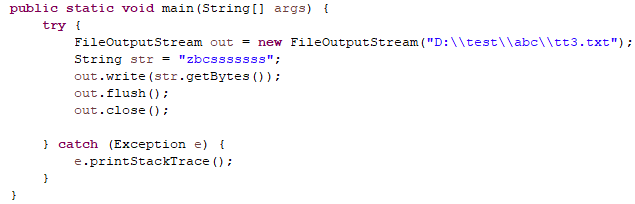 public static void main(String[] args) {
try {
FileOutputStream out = new FileOutputStream("D:\\test\\abc\\tt3.txt");
String str = "zbcsssssss";
out.write(str.getBytes());
out.flush();
out.close();
} catch (Exception e) {
e.printStackTrace();
}
}